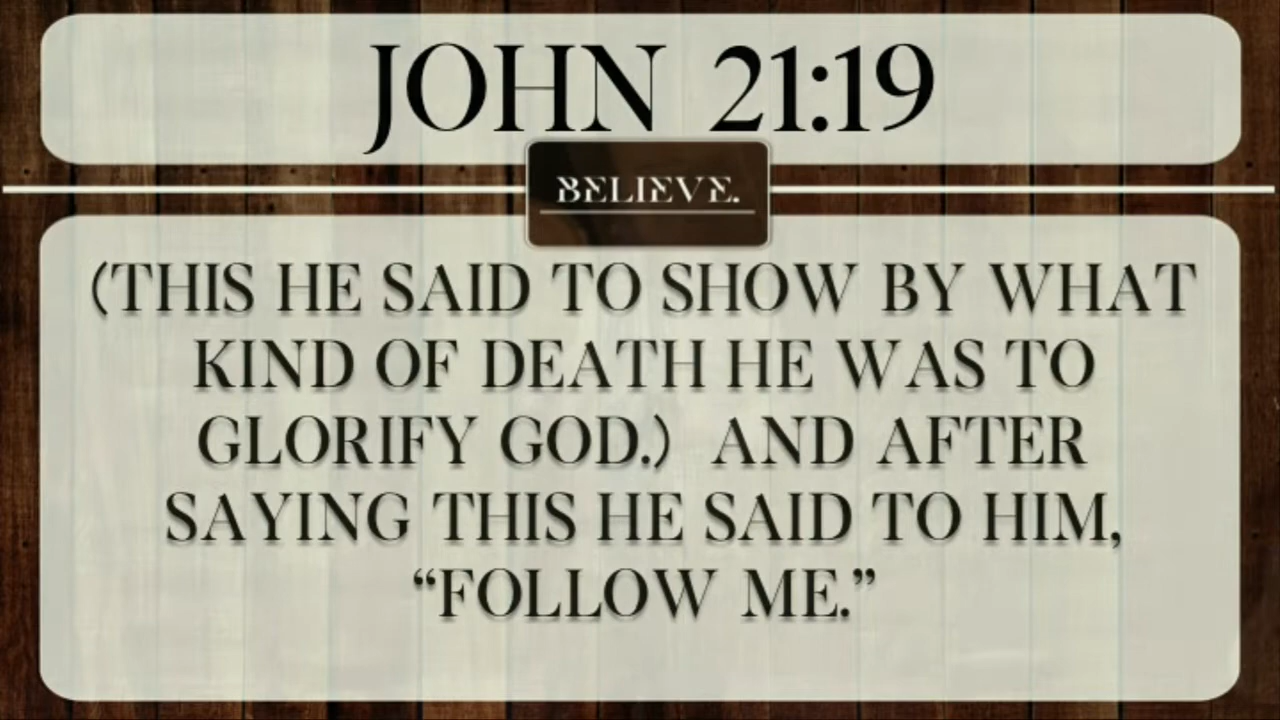 JOHN 21:19
BELIEVE.
(THIS HE SAID TO SHOW BY WHAT
KIND OF DEATH HE WAS TO
GLORIFY GOD.) AND AFTER
SAYING THIS HE SAID TO HIM,
“FOLLOW ME.”